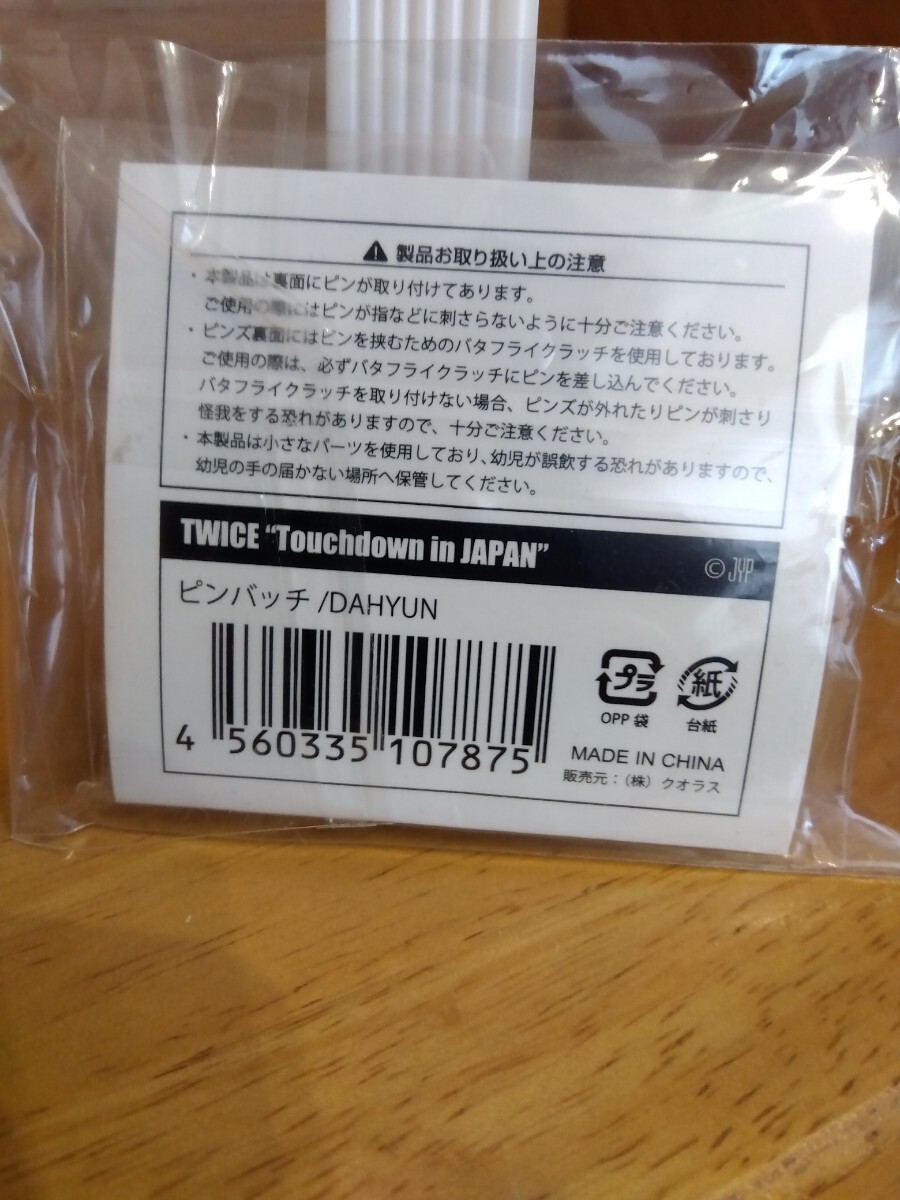 ⚠ 製品お取り扱い上の注意
・本製品は裏面にピンが取り付けてあります。
ご使用の際にはピンが指などに刺さらないように十分ご注意ください。
・ピンズ裏面にはピンを挟むためのバタフライクラッチを使用しております。
ご使用の際は、必ずバタフライクラッチにピンを差し込んでください。
バタフライクラッチを取り付けない場合、ピンズが外れたりピンが刺さり
怪我をする恐れがありますので、十分ご注意ください。
・本製品は小さなパーツを使用しており、幼児が誤飲する恐れがありますので、
幼児の手の届かない場所へ保管してください。
TWICE “Touchdown in JAPAN”
© JYP
ピンバッチ /DAHYUN
4 560335 107875
プラ
OPP 袋
紙
台紙
MADE IN CHINA
販売元：（株）クオラス